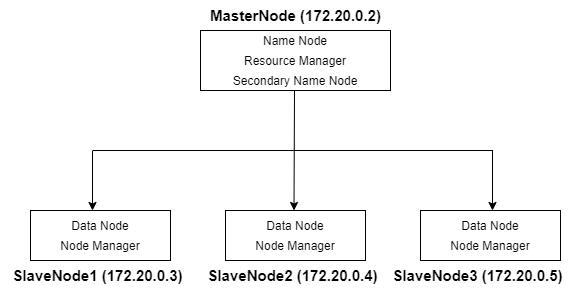 MasterNode (172.20.0.2)
Name Node
Resource Manager
Secondary Name Node
Data Node
Node Manager
SlaveNode1 (172.20.0.3)
Data Node
Node Manager
SlaveNode2 (172.20.0.4)
Data Node
Node Manager
SlaveNode3 (172.20.0.5)